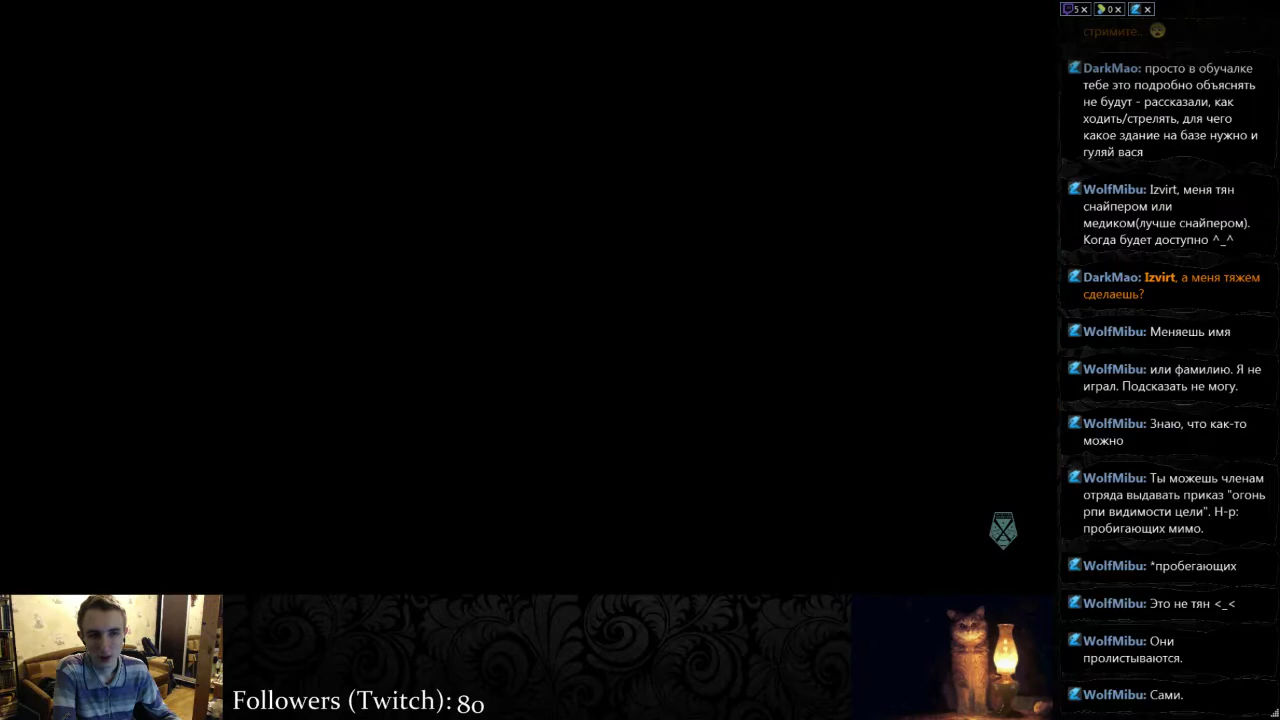 5
0
стримите..
DarkMao: просто в обучалке
тебе это подробно объяснять
не будут - рассказали, как
ходить/стрелять, для чего
какое здание на базе нужно и
гуляй вася
WolfMibu: Izvirt, меня тян
снайпером или
медиком(лучше снайпером).
Когда будет доступно ^_^
DarkMao: Izvirt, а меня тяжем
сделаешь?
WolfMibu: Меняешь имя
WolfMibu: или фамилию. Я не
играл. Подсказать не могу.
WolfMibu: Знаю, что как-то
можно
WolfMibu: Ты можешь членам
отряда выдавать приказ "огонь
рпи видимости цели". Н-р:
пробигающих мимо.
WolfMibu: *пробегающих
WolfMibu: Это не тян <_<
WolfMibu: Они
пролистываются.
WolfMibu: Сами.
Followers (Twitch): 80